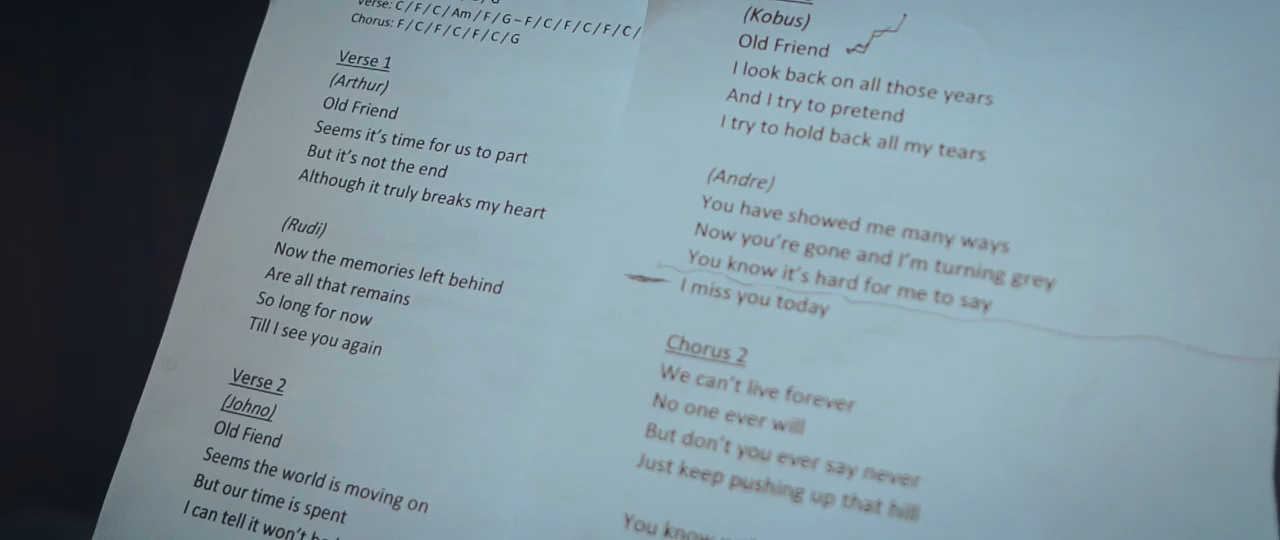 Verse: C / F / C / Am / F / G – F / C / F / C / F / C /
Chorus: F / C / F / C / F / C / G
Verse 1
(Arthur)
Old Friend
Seems it's time for us to part
But it's not the end
Although it truly breaks my heart
(Rudi)
Now the memories left behind
Are all that remains
So long for now
Till I see you again
Verse 2
(Johno)
Old Fiend
Seems the world is moving on
But our time is spent
I can tell it won't
(Kobus)
Old Friend
I look back on all those years
And I try to pretend
I try to hold back all my tears
(Andre)
You have showed me many ways
Now you're gone and I'm turning grey
You know it's hard for me to say
I miss you today
Chorus 2
We can't live forever
No one ever will
But don't you ever say never
Just keep pushing up that hill
You know